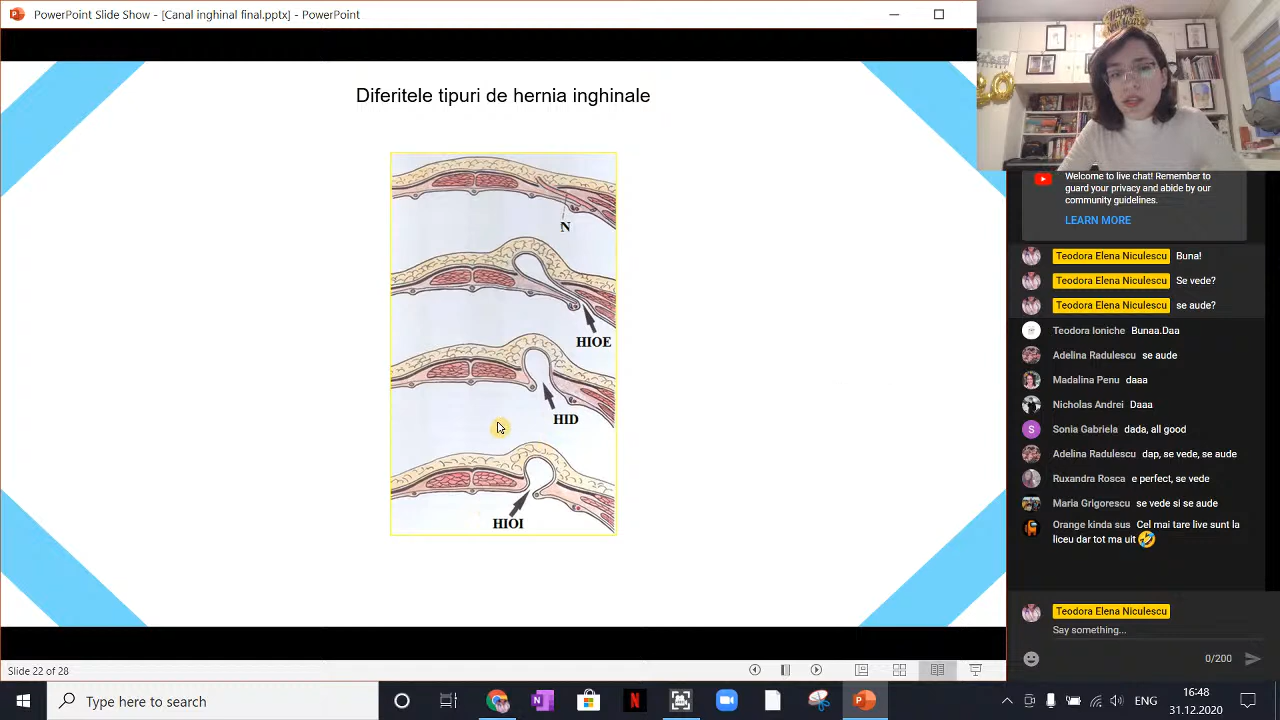 PowerPoint Slide Show - [Canal inghinal final.pptx] - PowerPoint
Diferitele tipuri de hernia inghinale
N
HIOE
HID
HIOI
Welcome to live chat! Remember to
guard your privacy and abide by our
community guidelines.
LEARN MORE
Teodora Elena Niculescu Buna!
Teodora Elena Niculescu Se vede?
Teodora Elena Niculescu se aude?
Teodora Ioniche Bunaa.Daa
Adelina Radulescu se aude
Madalina Penu daaa
Nicholas Andrei Daaa
S Sonia Gabriela dada, all good
Adelina Radulescu dap, se vede, se aude
Ruxandra Rosca e perfect, se vede
Maria Grigorescu se vede si se aude
Orange kinda sus Cel mai tare live sunt la
liceu dar tot ma uit 🤣
Teodora Elena Niculescu
Say something...
0/200
Slide 22 of 28
Type here to search
ENG
16:48
31.12.2020